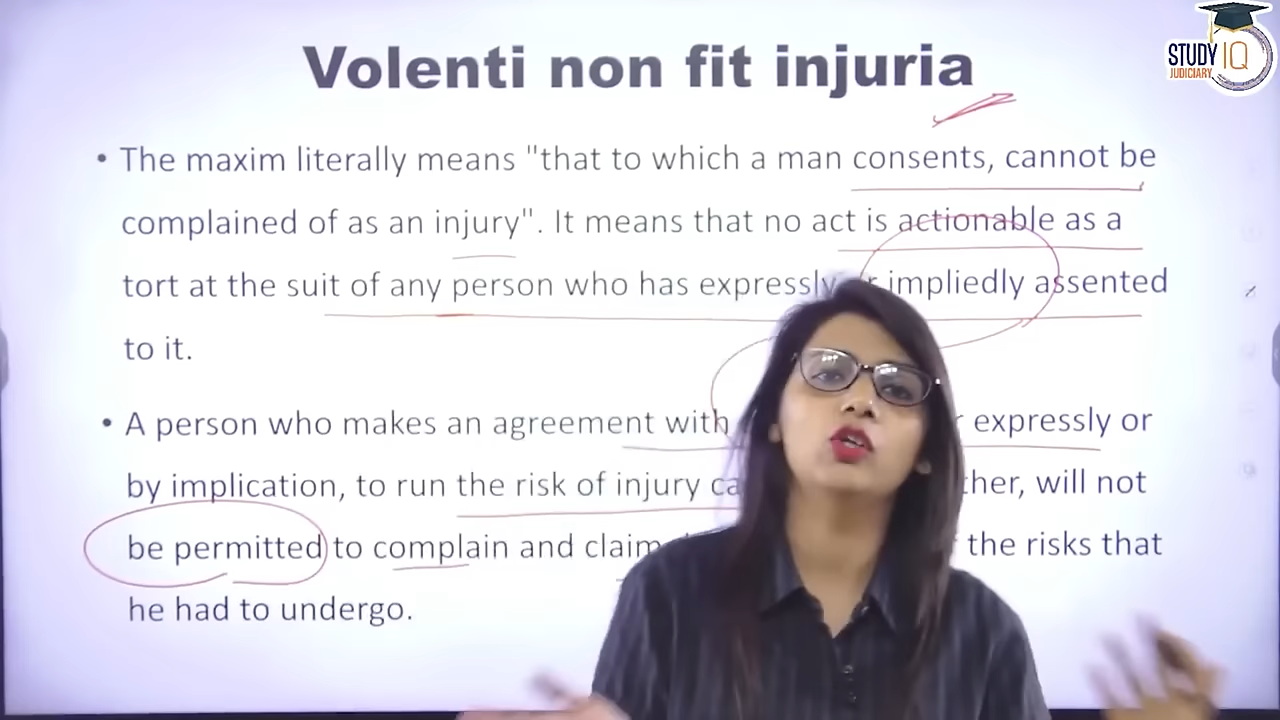 Volenti non fit injuria
STUDY IQ
JUDICIARY
• The maxim literally means "that to which a man consents, cannot be
complained of as an injury". It means that no act is actionable as a
tort at the suit of any person who has expressly or impliedly assented
to it.
• A person who makes an agreement with expressly or
by implication, to run the risk of injury will not
be permitted to complain and claim the risks that
he had to undergo.